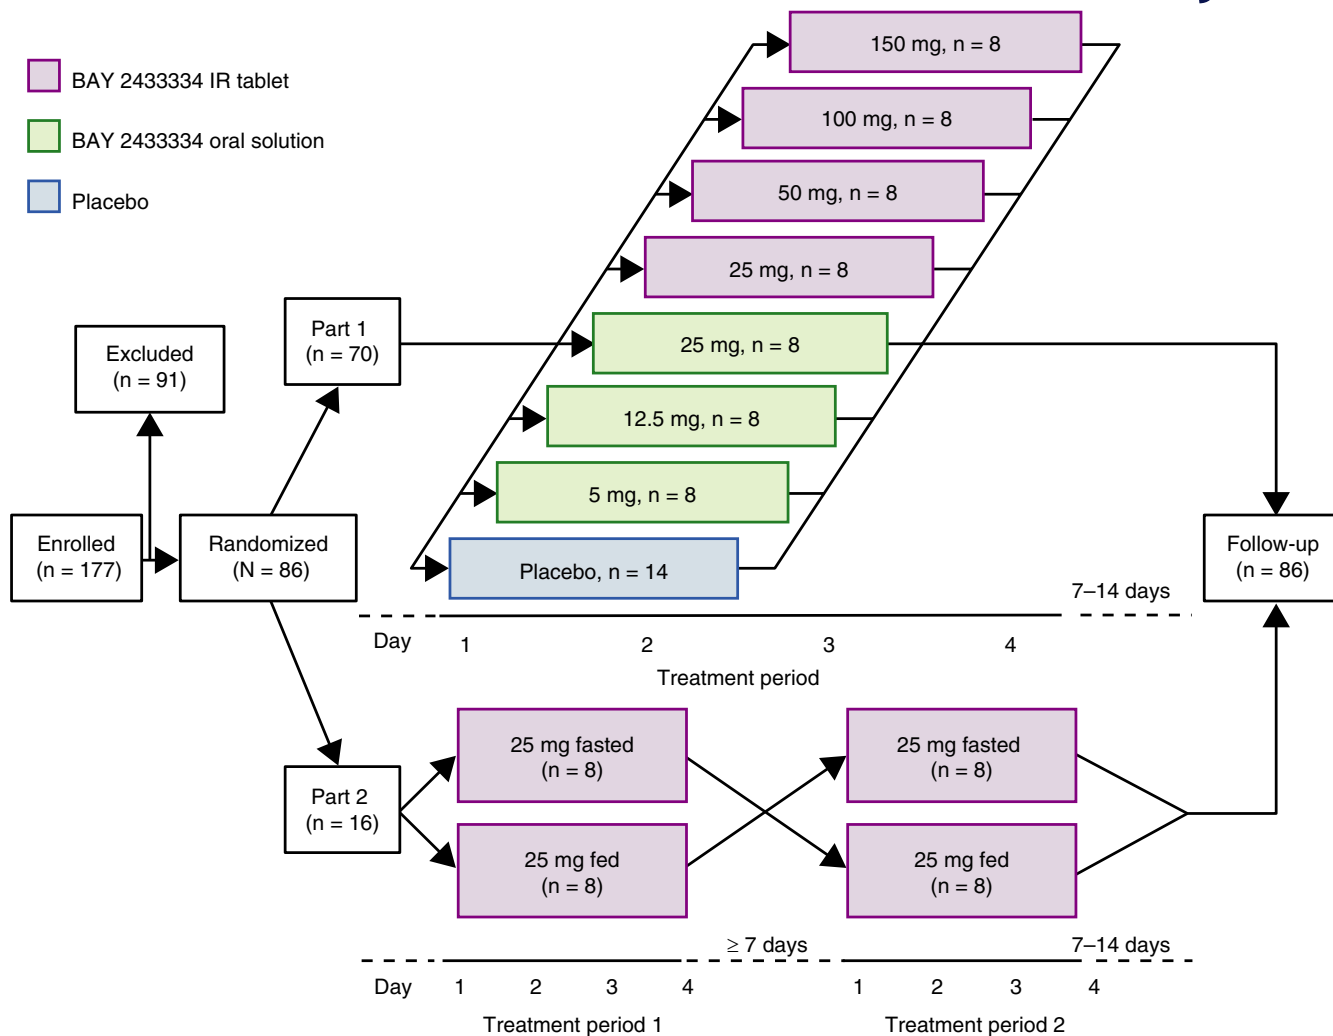 BAY 2433334 IR tablet
BAY 2433334 oral solution
Placebo
150 mg, n = 8
100 mg, n = 8
50 mg, n = 8
25 mg, n = 8
25 mg, n = 8
12.5 mg, n = 8
5 mg, n = 8
Placebo, n = 14
Part 1
(n = 70)
Excluded
(n = 91)
Enrolled
(n = 177)
Randomized
(N = 86)
Follow-up
(n = 86)
7–14 days
Day 1 2 3 4
Treatment period
Part 2
(n = 16)
25 mg fasted
(n = 8)
25 mg fed
(n = 8)
25 mg fasted
(n = 8)
25 mg fed
(n = 8)
≥ 7 days
7–14 days
Day 1 2 3 4 1 2 3 4
Treatment period 1
Treatment period 2